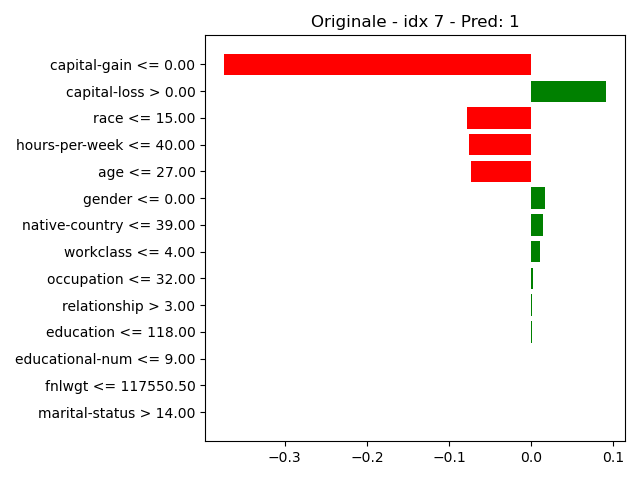 Originale - idx 7 - Pred: 1
capital-gain <= 0.00
capital-loss > 0.00
race <= 15.00
hours-per-week <= 40.00
age <= 27.00
gender <= 0.00
native-country <= 39.00
workclass <= 4.00
occupation <= 32.00
relationship > 3.00
education <= 118.00
educational-num <= 9.00
fnlwgt <= 117550.50
marital-status > 14.00
−0.3 −0.2 −0.1 0.0 0.1